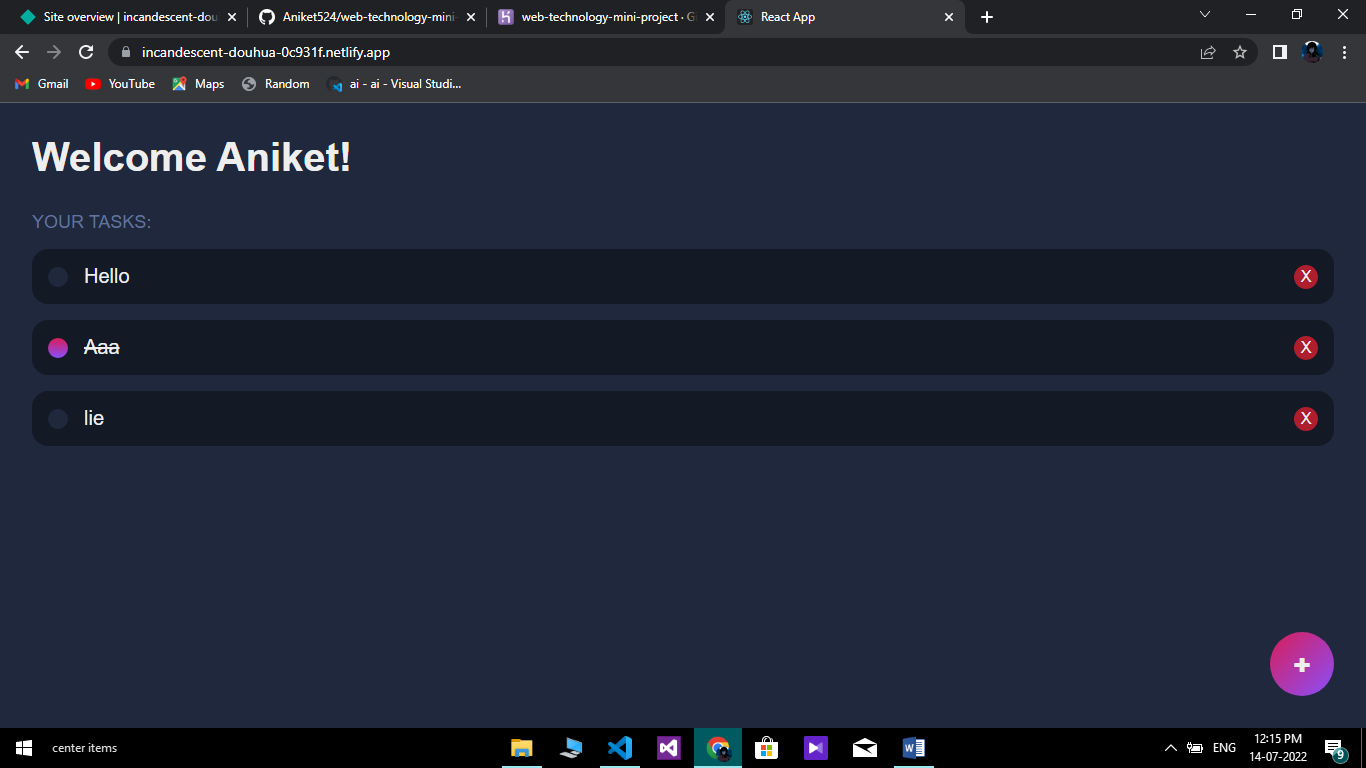 Site overview | incandescent-dou
Aniket524/web-technology-mini-
web-technology-mini-project · Gi
React App
incandescent-douhua-0c931f.netlify.app
Gmail
YouTube
Maps
Random
ai - ai - Visual Studi...
Welcome Aniket!
YOUR TASKS:
Hello
X
Aaa
X
lie
X
+
center items
ENG
12:15 PM
14-07-2022
9